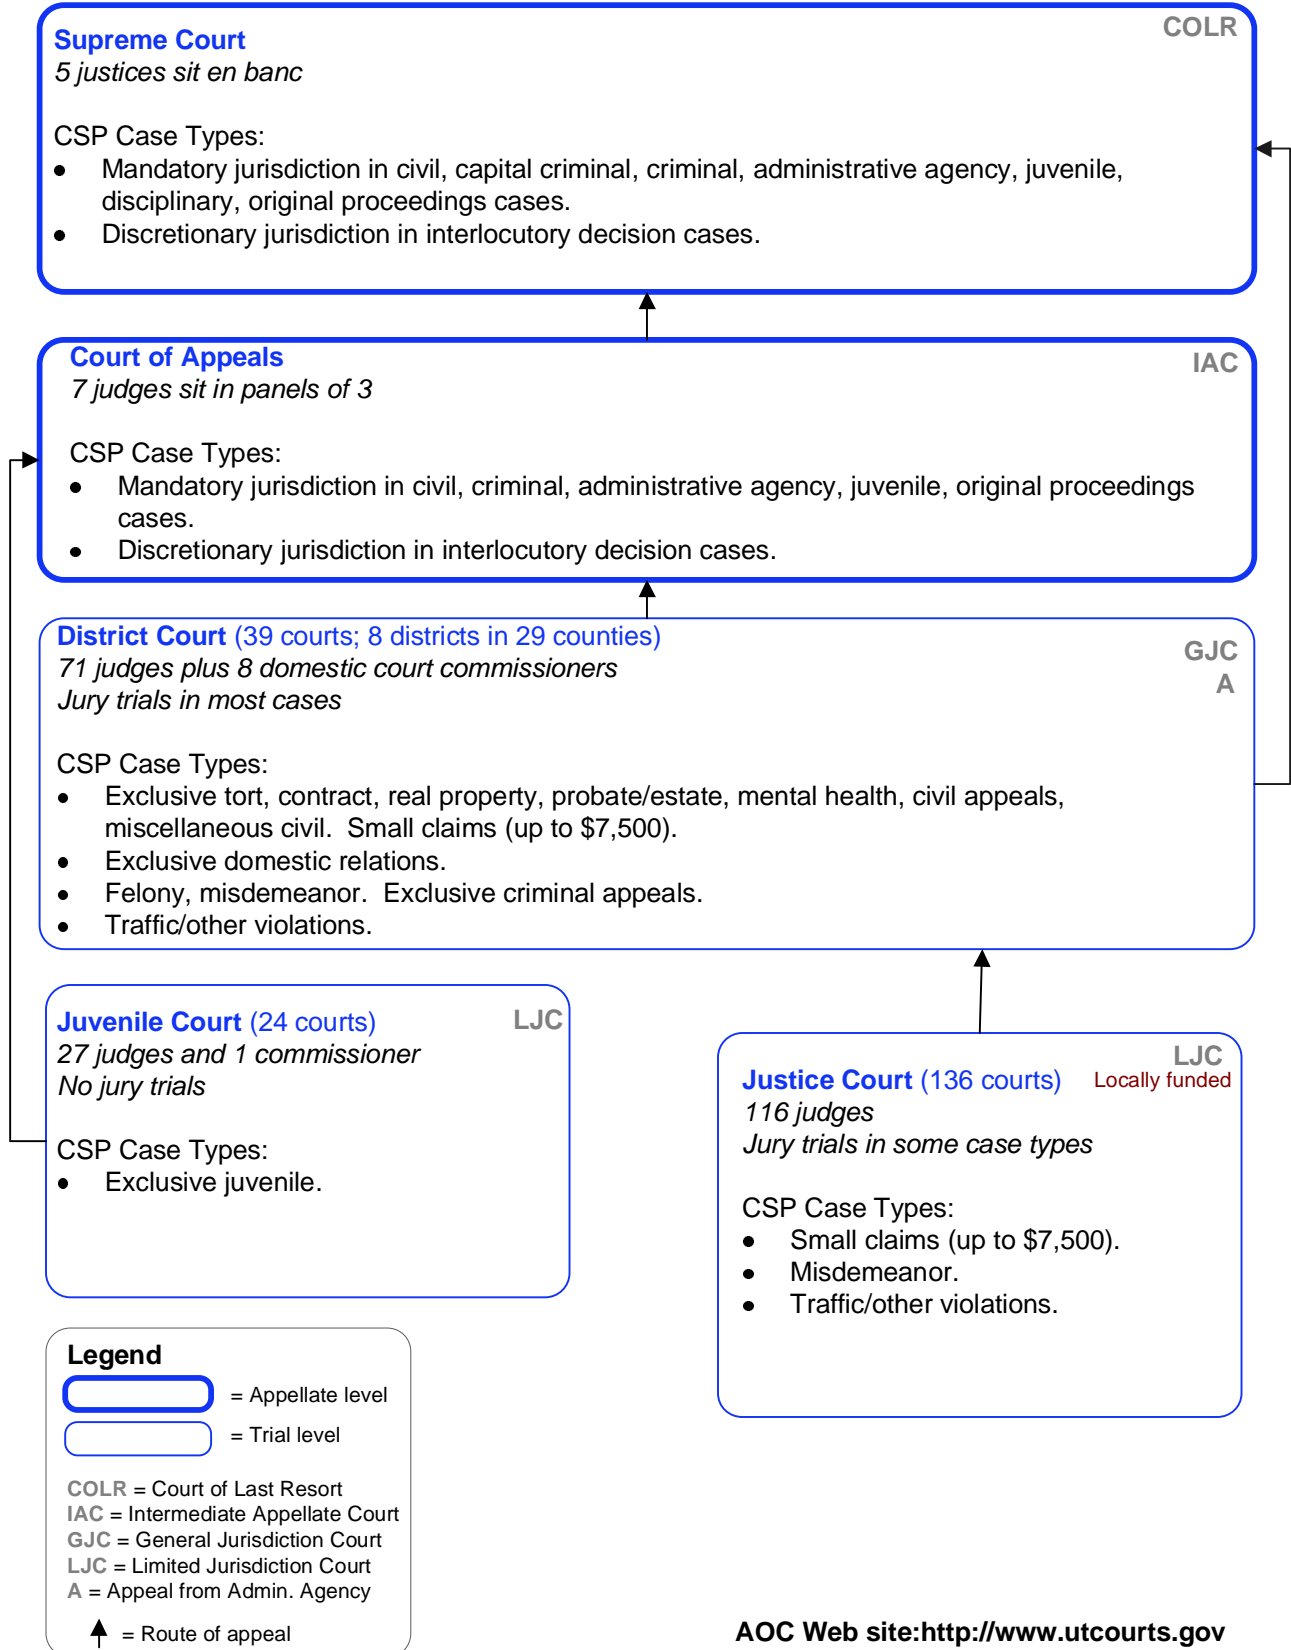 COLR
Supreme Court
5 justices sit en banc
CSP Case Types:
• Mandatory jurisdiction in civil, capital criminal, criminal, administrative agency, juvenile,
disciplinary, original proceedings cases.
• Discretionary jurisdiction in interlocutory decision cases.
Court of Appeals
IAC
7 judges sit in panels of 3
CSP Case Types:
• Mandatory jurisdiction in civil, criminal, administrative agency, juvenile, original proceedings
cases.
• Discretionary jurisdiction in interlocutory decision cases.
District Court (39 courts; 8 districts in 29 counties)
GJC
71 judges plus 8 domestic court commissioners
A
Jury trials in most cases
CSP Case Types:
• Exclusive tort, contract, real property, probate/estate, mental health, civil appeals,
miscellaneous civil.  Small claims (up to $7,500).
• Exclusive domestic relations.
• Felony, misdemeanor.  Exclusive criminal appeals.
• Traffic/other violations.
Juvenile Court (24 courts)
LJC
27 judges and 1 commissioner
No jury trials
CSP Case Types:
• Exclusive juvenile.
LJC
Justice Court (136 courts)
Locally funded
116 judges
Jury trials in some case types
CSP Case Types:
• Small claims (up to $7,500).
• Misdemeanor.
• Traffic/other violations.
Legend
= Appellate level
= Trial level
COLR = Court of Last Resort
IAC = Intermediate Appellate Court
GJC = General Jurisdiction Court
LJC = Limited Jurisdiction Court
A = Appeal from Admin. Agency
= Route of appeal
AOC Web site:http://www.utcourts.gov